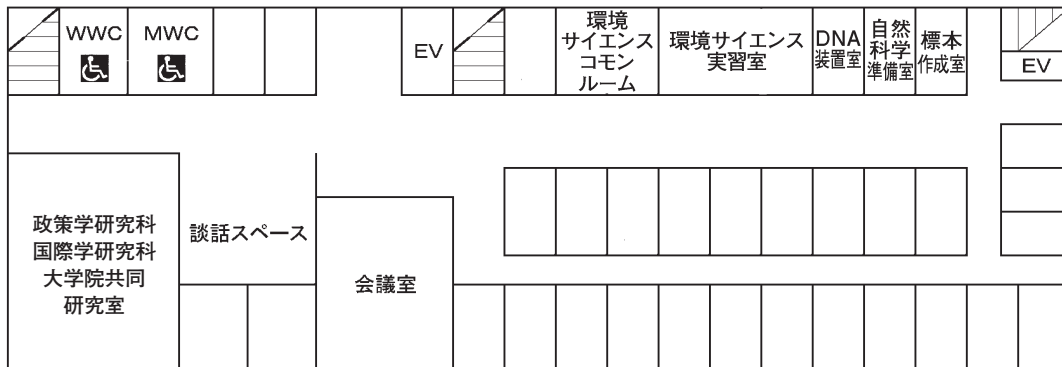 WWC
MWC
EV
環境
サイエンス
コモン
ルーム
環境サイエンス
実習室
DNA
装置室
自然
科学
準備室
標本
作成室
EV
政策学研究科
国際学研究科
大学院共同
研究室
談話スペース
会議室